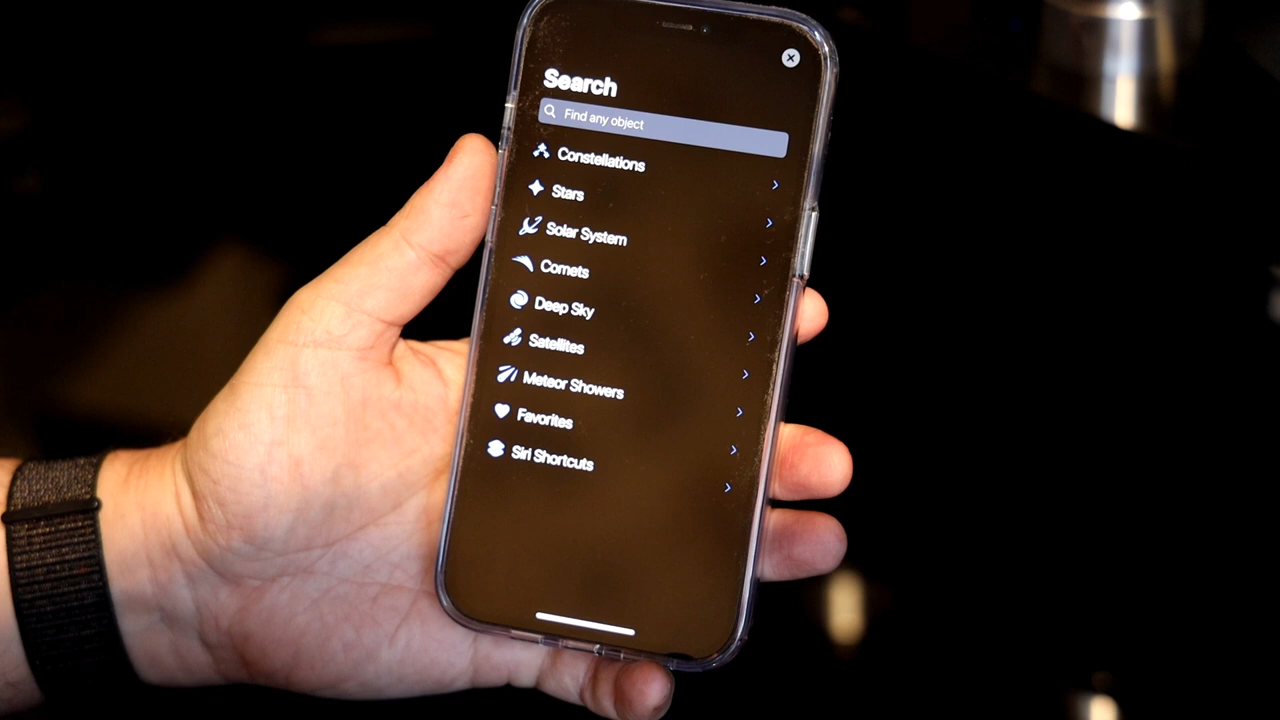 Search
Find any object
Constellations
Stars
Solar System
Comets
Deep Sky
Satellites
Meteor Showers
Favorites
Siri Shortcuts